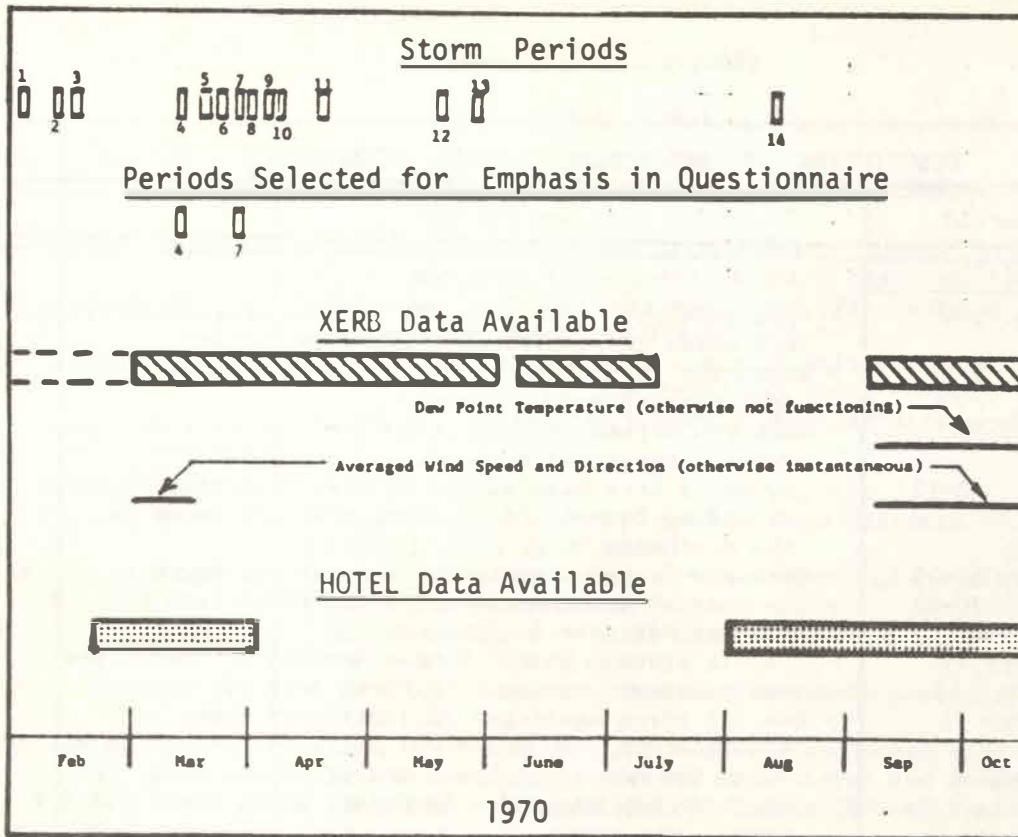 Storm Periods
1 3 5 7 9 11 13
2 4 6 8 10 12 14
Periods Selected for Emphasis in Questionnaire
4 7
XERB Data Available
Dew Point Temperature (otherwise not functioning)
Averaged Wind Speed and Direction (otherwise instantaneous)
HOTEL Data Available
Feb Mar Apr May June July Aug Sep Oct
1970